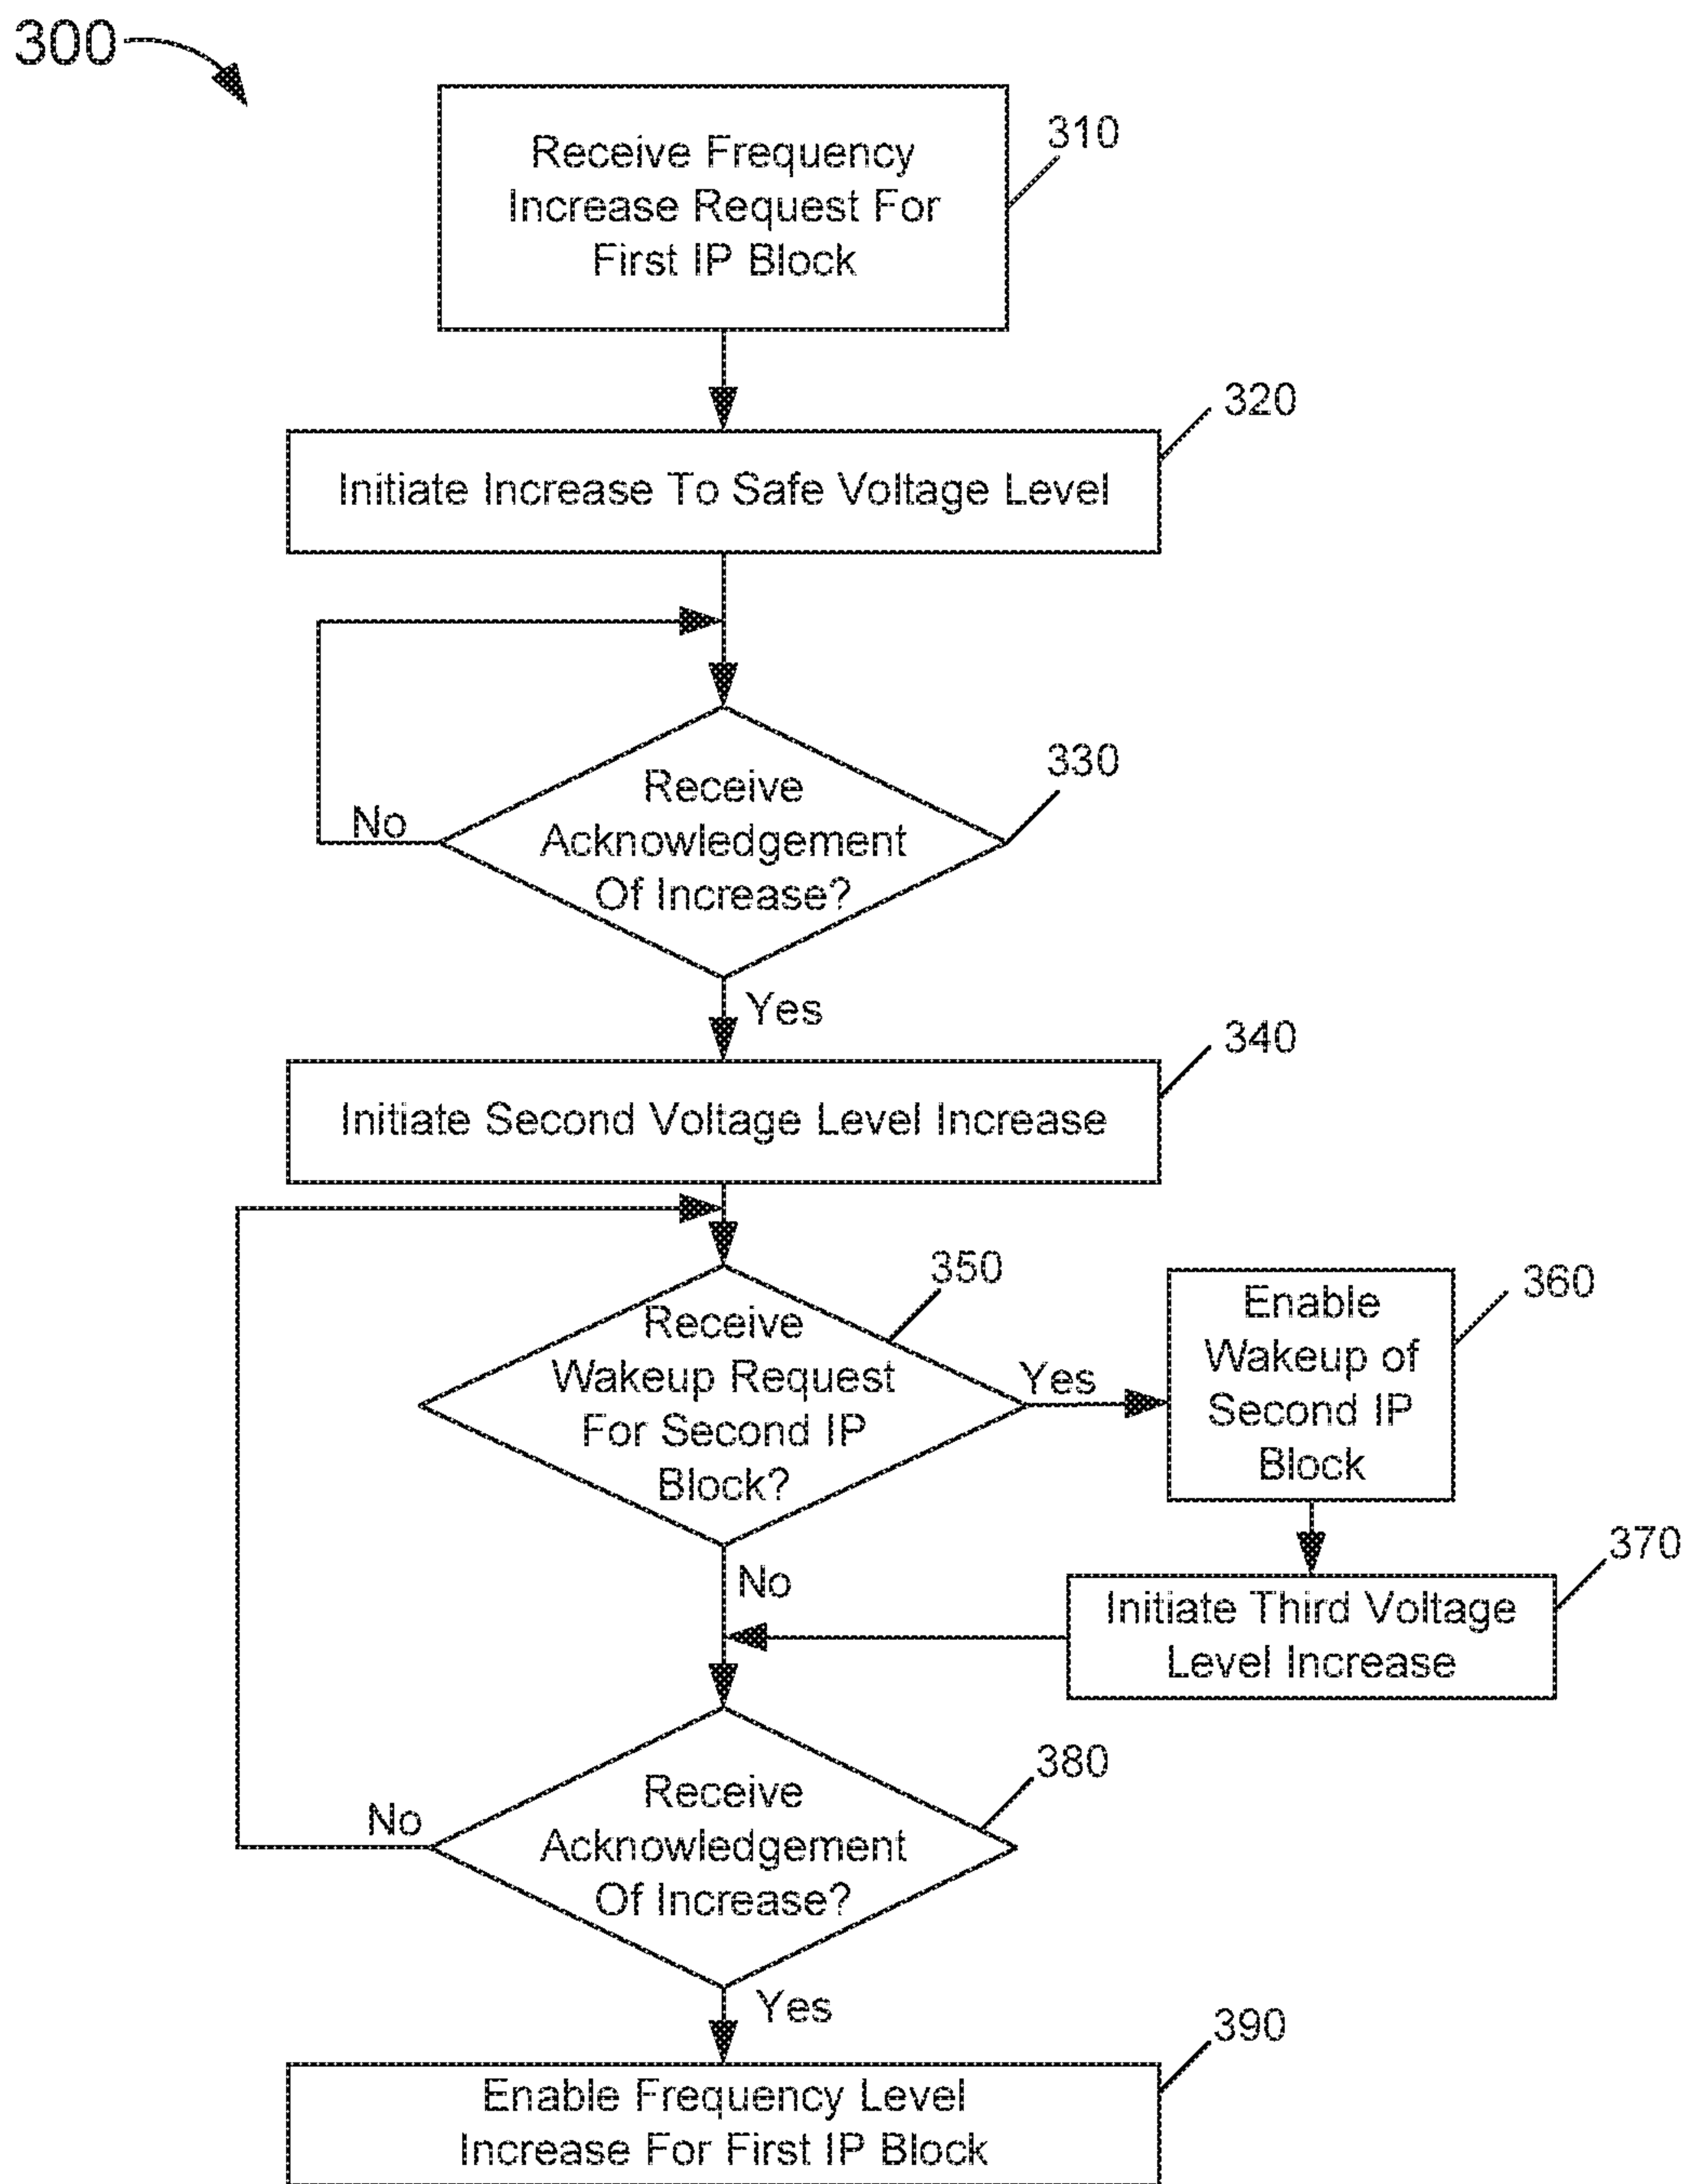 300
Receive Frequency
Increase Request For
First IP Block
310
320
Initiate Increase To Safe Voltage Level
330
Receive
Acknowledgement
Of Increase?
No
Yes
340
Initiate Second Voltage Level Increase
350
Receive
Wakeup Request
For Second IP
Block?
Yes
360
Enable
Wakeup of
Second IP
Block
No
370
Initiate Third Voltage
Level Increase
380
Receive
Acknowledgement
Of Increase?
No
Yes
390
Enable Frequency Level
Increase For First IP Block